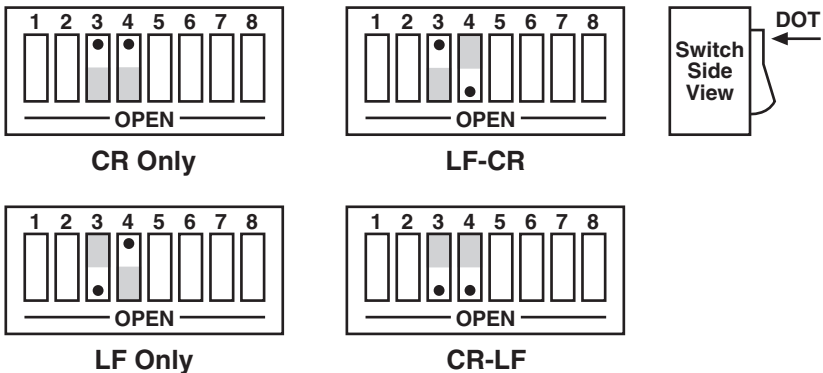 1 2 3 4 5 6 7 8
OPEN
CR Only
1 2 3 4 5 6 7 8
OPEN
LF-CR
DOT
Switch
Side
View
1 2 3 4 5 6 7 8
OPEN
LF Only
1 2 3 4 5 6 7 8
OPEN
CR-LF